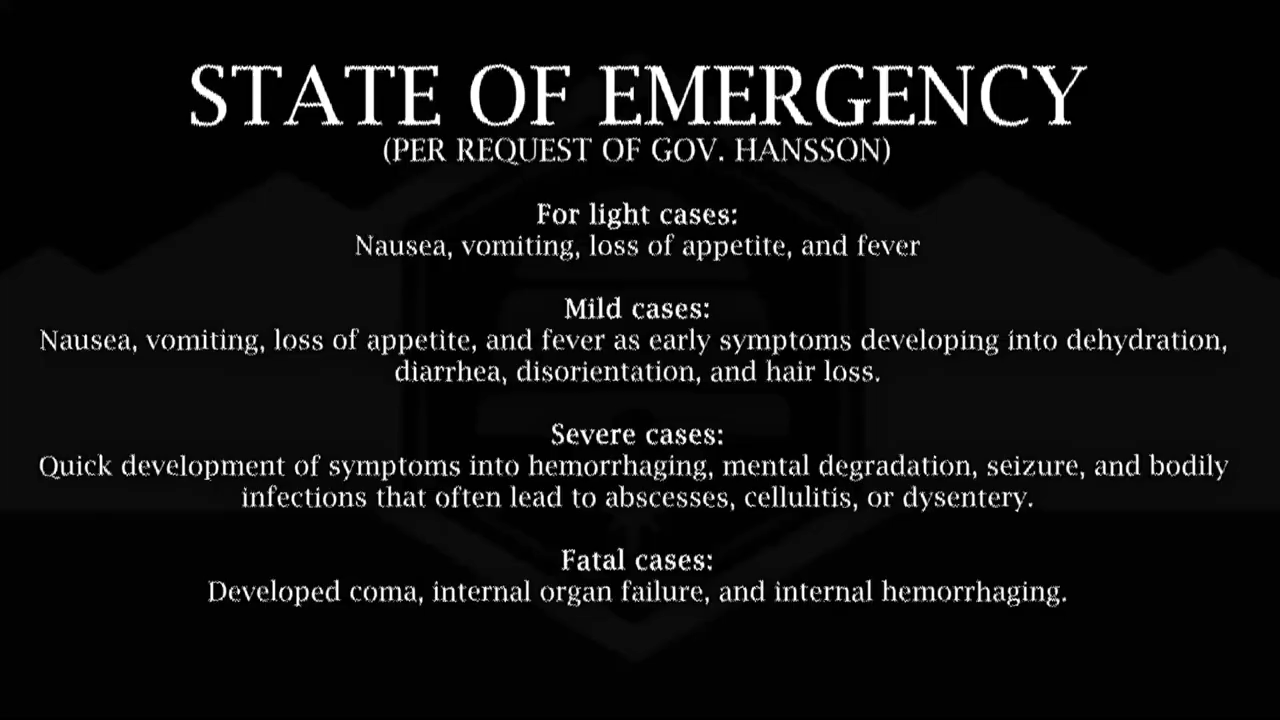 STATE OF EMERGENCY
(PER REQUEST OF GOV. HANSSON)
For light cases:
Nausea, vomiting, loss of appetite, and fever
Mild cases:
Nausea, vomiting, loss of appetite, and fever as early symptoms developing into dehydration,
diarrhea, disorientation, and hair loss.
Severe cases:
Quick development of symptoms into hemorrhaging, mental degradation, seizure, and bodily
infections that often lead to abscesses, cellulitis, or dysentery.
Fatal cases:
Developed coma, internal organ failure, and internal hemorrhaging.